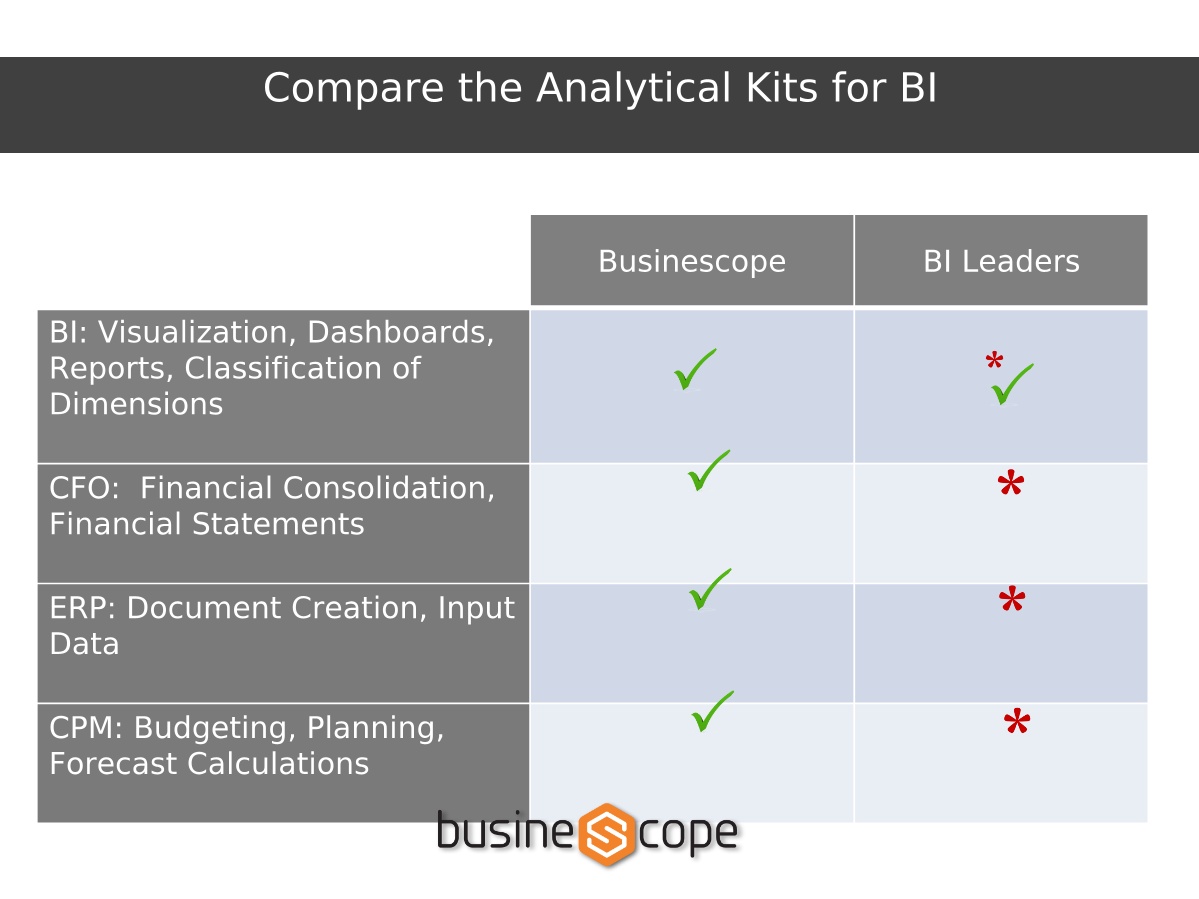 Compare the Analytical Kits for BI
Businescope
BI Leaders
BI: Visualization, Dashboards,
Reports, Classification of
Dimensions
✓
*
✓
CFO:  Financial Consolidation,
Financial Statements
✓
*
ERP: Document Creation, Input
Data
✓
*
CPM: Budgeting, Planning,
Forecast Calculations
✓
*
busineScope